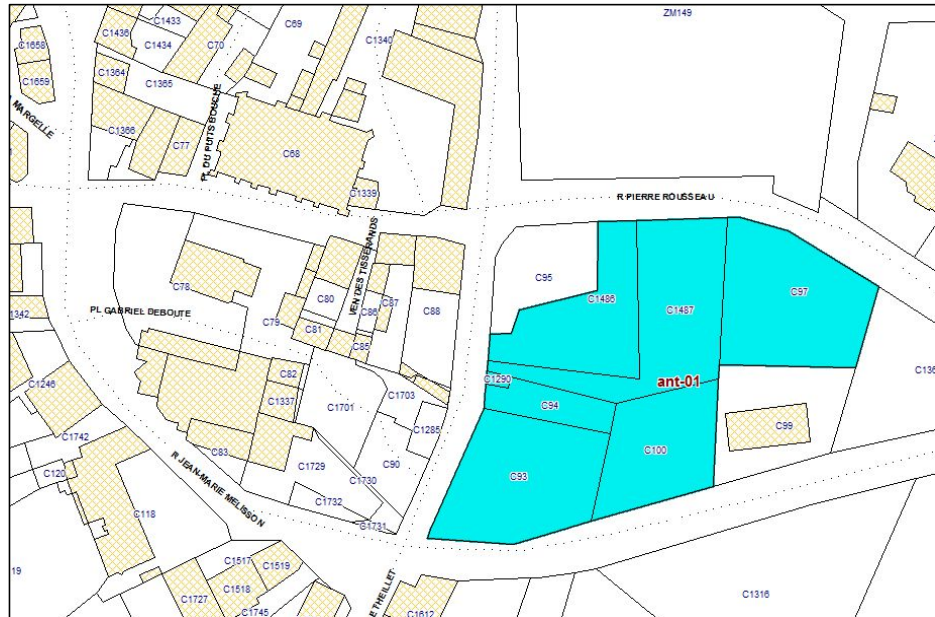 C1433
C69
ZM149
C1436
C1434
C70
C1340
C1658
C1364
C1659
C1365
PL DU PUITS BOUCHE
MARGELLE
C1366
C77
C68
C1339
R PIERRE ROUSSEAU
VEN DES TISSERANDS
C95
C78
C80
C86
C87
C88
C1486
C1487
C97
1342
PL GABRIEL DEBOUTE
C79
C81
C85
C1246
C82
C1290
ant-01
C1337
C1701
C1703
C94
C99
C1742
C1285
C83
C100
C120
C1729
C90
C93
R JEAN-MARIE MELISSON
C1730
C118
C1732
C1731
C1517
C1519
19
C1518
C1727
C1745
ETHEILLET
C1612
C1316